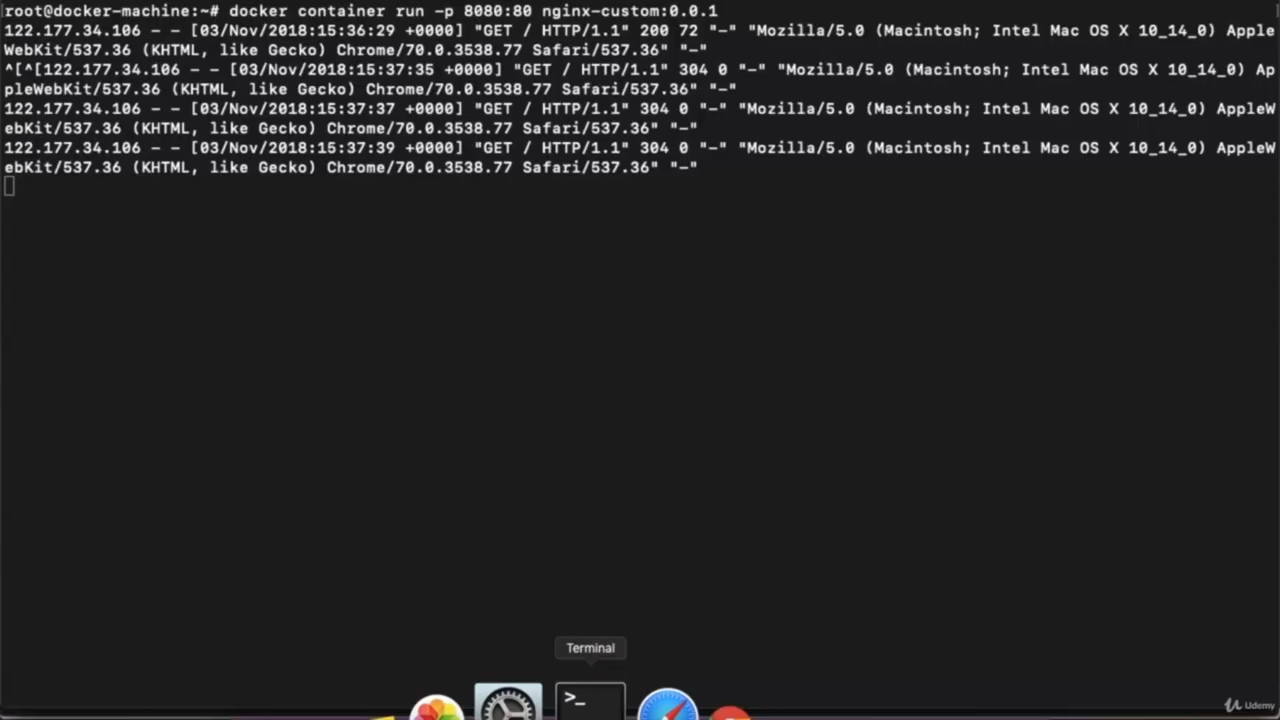 root@docker-machine:~# docker container run -p 8080:80 nginx-custom:0.0.1
122.177.34.106 - - [03/Nov/2018:15:36:29 +0000] "GET / HTTP/1.1" 200 72 "-" "Mozilla/5.0 (Macintosh; Intel Mac OS X 10_14_0) Apple
WebKit/537.36 (KHTML, like Gecko) Chrome/70.0.3538.77 Safari/537.36" "-"
^[^[122.177.34.106 - - [03/Nov/2018:15:37:35 +0000] "GET / HTTP/1.1" 304 0 "-" "Mozilla/5.0 (Macintosh; Intel Mac OS X 10_14_0) Ap
pleWebKit/537.36 (KHTML, like Gecko) Chrome/70.0.3538.77 Safari/537.36" "-"
122.177.34.106 - - [03/Nov/2018:15:37:37 +0000] "GET / HTTP/1.1" 304 0 "-" "Mozilla/5.0 (Macintosh; Intel Mac OS X 10_14_0) AppleW
ebKit/537.36 (KHTML, like Gecko) Chrome/70.0.3538.77 Safari/537.36" "-"
122.177.34.106 - - [03/Nov/2018:15:37:39 +0000] "GET / HTTP/1.1" 304 0 "-" "Mozilla/5.0 (Macintosh; Intel Mac OS X 10_14_0) AppleW
ebKit/537.36 (KHTML, like Gecko) Chrome/70.0.3538.77 Safari/537.36" "-"
Terminal
>_
Udemy